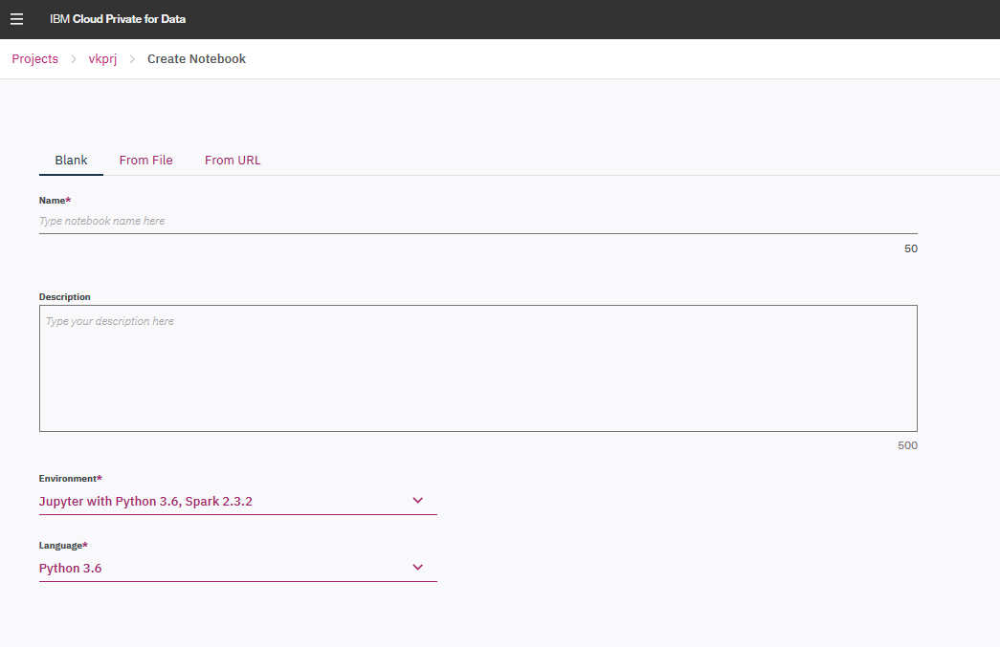 IBM Cloud Private for Data
Projects > vkprj > Create Notebook
Blank From File From URL
Name*
Type notebook name here
50
Description
Type your description here
500
Environment*
Jupyter with Python 3.6, Spark 2.3.2
Language*
Python 3.6